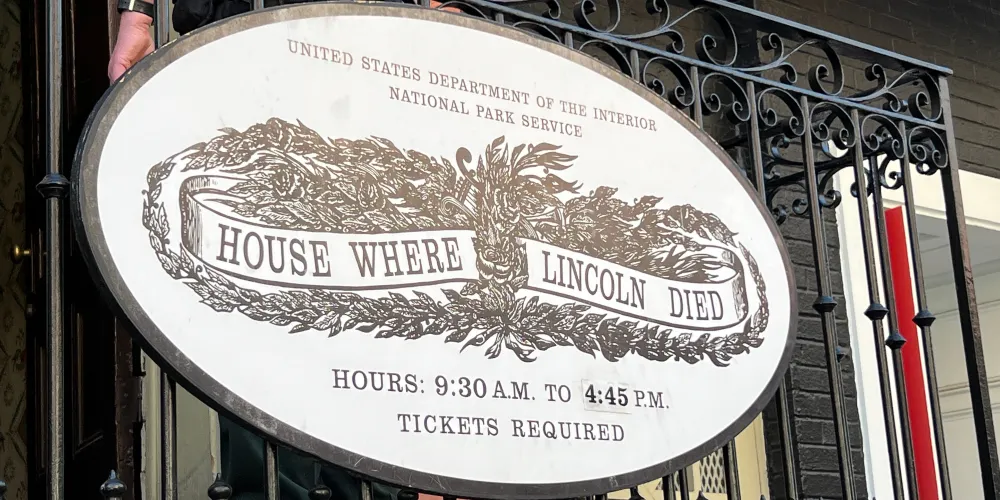 UNITED STATES DEPARTMENT OF THE INTERIOR
NATIONAL PARK SERVICE
HOUSE WHERE LINCOLN DIED
HOURS: 9:30 A.M. TO 4:45 P.M.
TICKETS REQUIRED